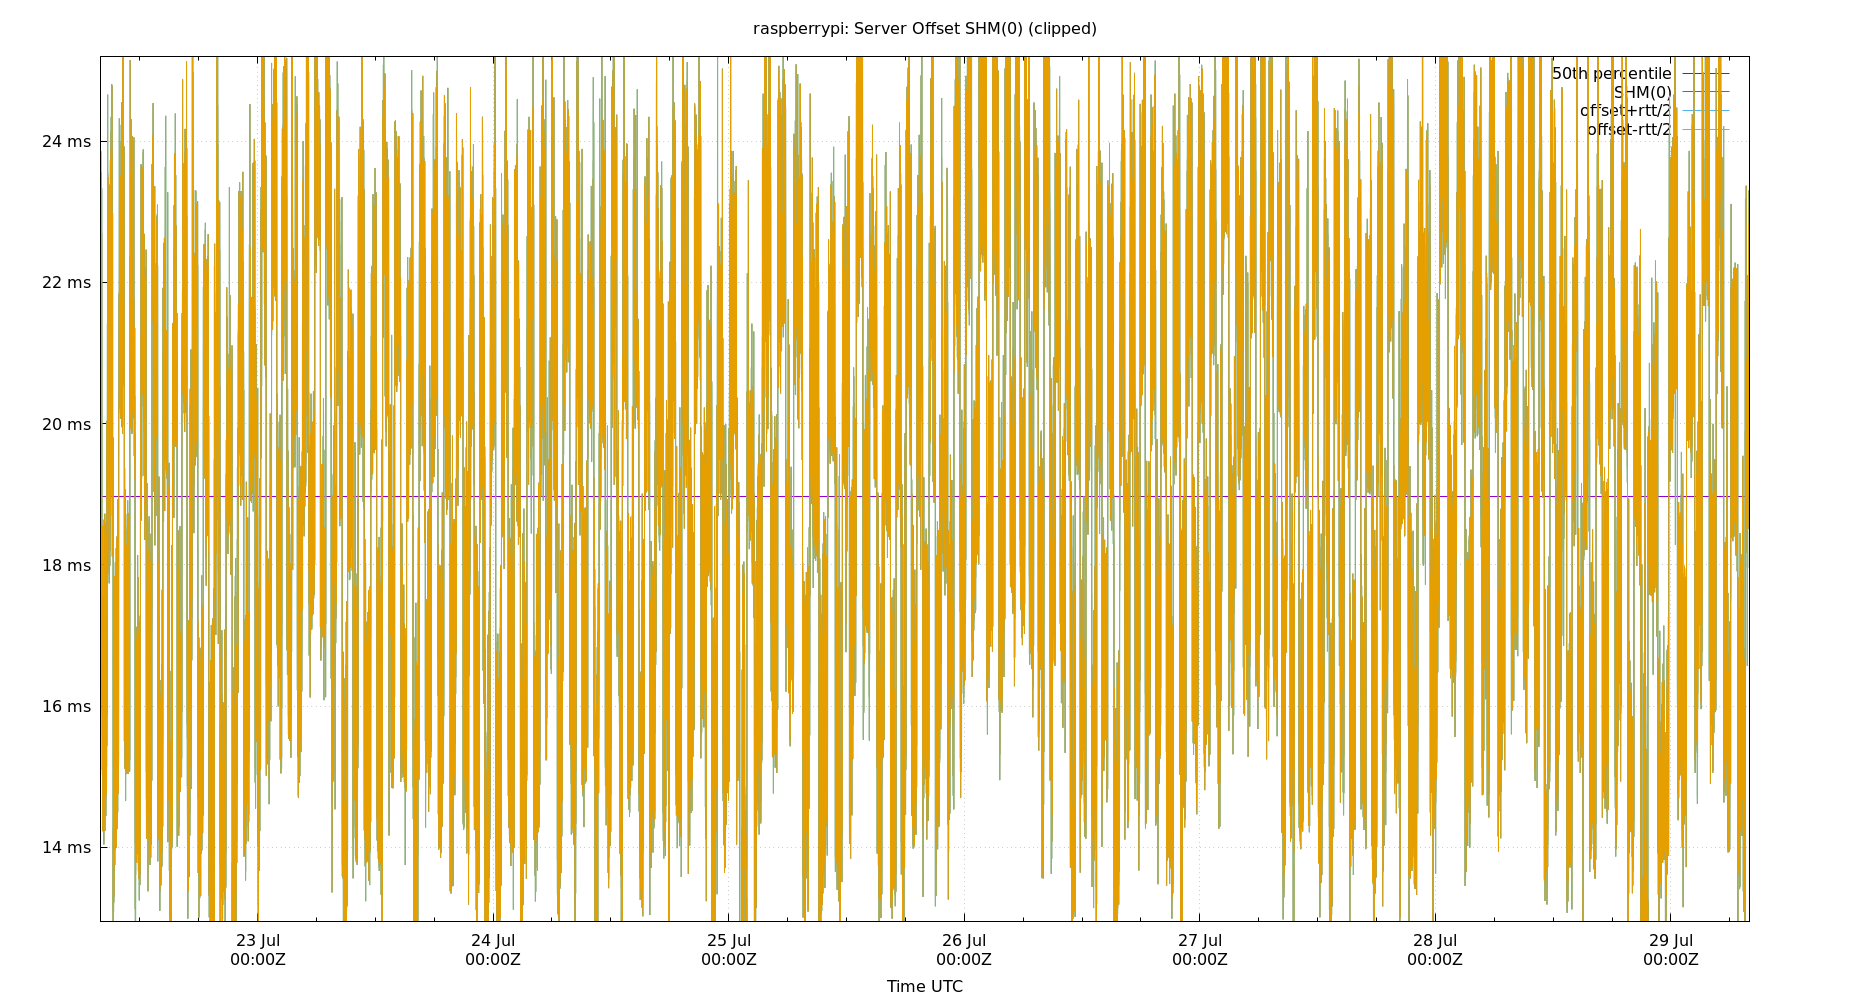 raspberrypi: Server Offset SHM(0) (clipped)
50th percentile
SHM(0)
offset+rtt/2
offset-rtt/2
24 ms
22 ms
20 ms
18 ms
16 ms
14 ms
23 Jul 24 Jul 25 Jul 26 Jul 27 Jul 28 Jul 29 Jul
00:00Z 00:00Z 00:00Z 00:00Z 00:00Z 00:00Z 00:00Z
Time UTC